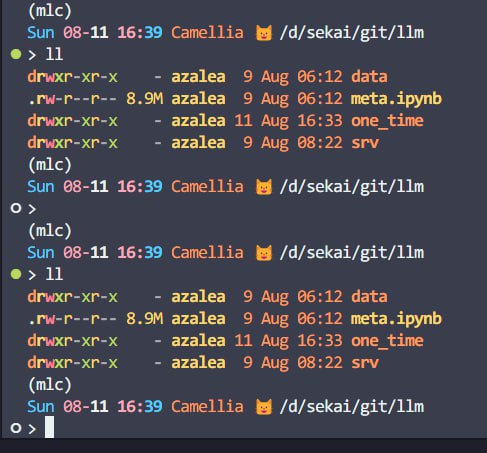 (mlc)
Sun 08-11 16:39 Camellia 🐱 /d/sekai/git/llm
> ll
drwxr-xr-x    - azalea  9 Aug 06:12 data
.rw-r--r-- 8.9M azalea  9 Aug 06:12 meta.ipynb
drwxr-xr-x    - azalea 11 Aug 16:33 one_time
drwxr-xr-x    - azalea  9 Aug 08:22 srv
(mlc)
Sun 08-11 16:39 Camellia 🐱 /d/sekai/git/llm
>
(mlc)
Sun 08-11 16:39 Camellia 🐱 /d/sekai/git/llm
> ll
drwxr-xr-x    - azalea  9 Aug 06:12 data
.rw-r--r-- 8.9M azalea  9 Aug 06:12 meta.ipynb
drwxr-xr-x    - azalea 11 Aug 16:33 one_time
drwxr-xr-x    - azalea  9 Aug 08:22 srv
(mlc)
Sun 08-11 16:39 Camellia 🐱 /d/sekai/git/llm
>